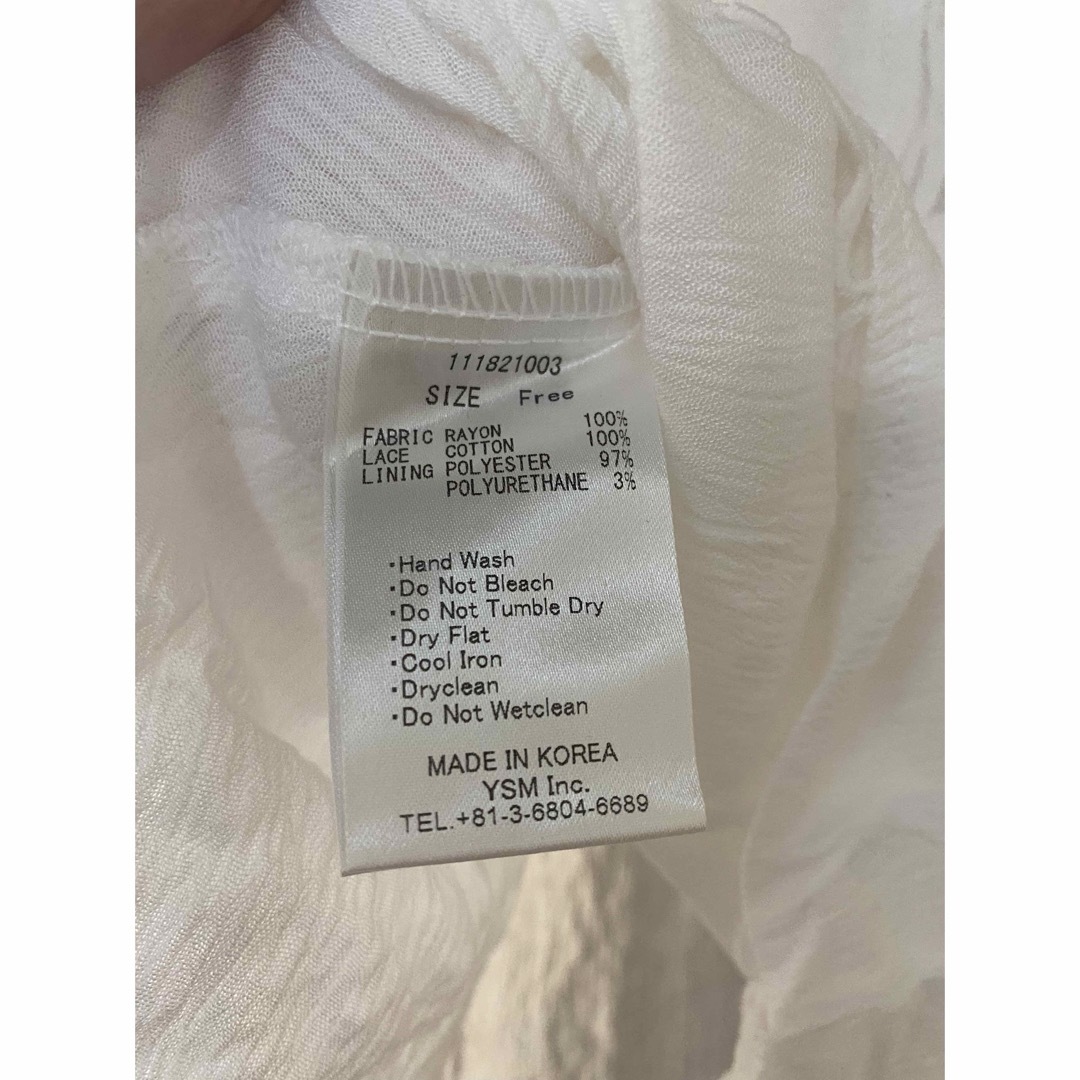 111821003
SIZE Free
FABRIC RAYON 100%
LACE COTTON 100%
LINING POLYESTER 97%
POLYURETHANE 3%
・Hand Wash
・Do Not Bleach
・Do Not Tumble Dry
・Dry Flat
・Cool Iron
・Dryclean
・Do Not Wetclean
MADE IN KOREA
YSM Inc.
TEL.+81-3-6804-6689